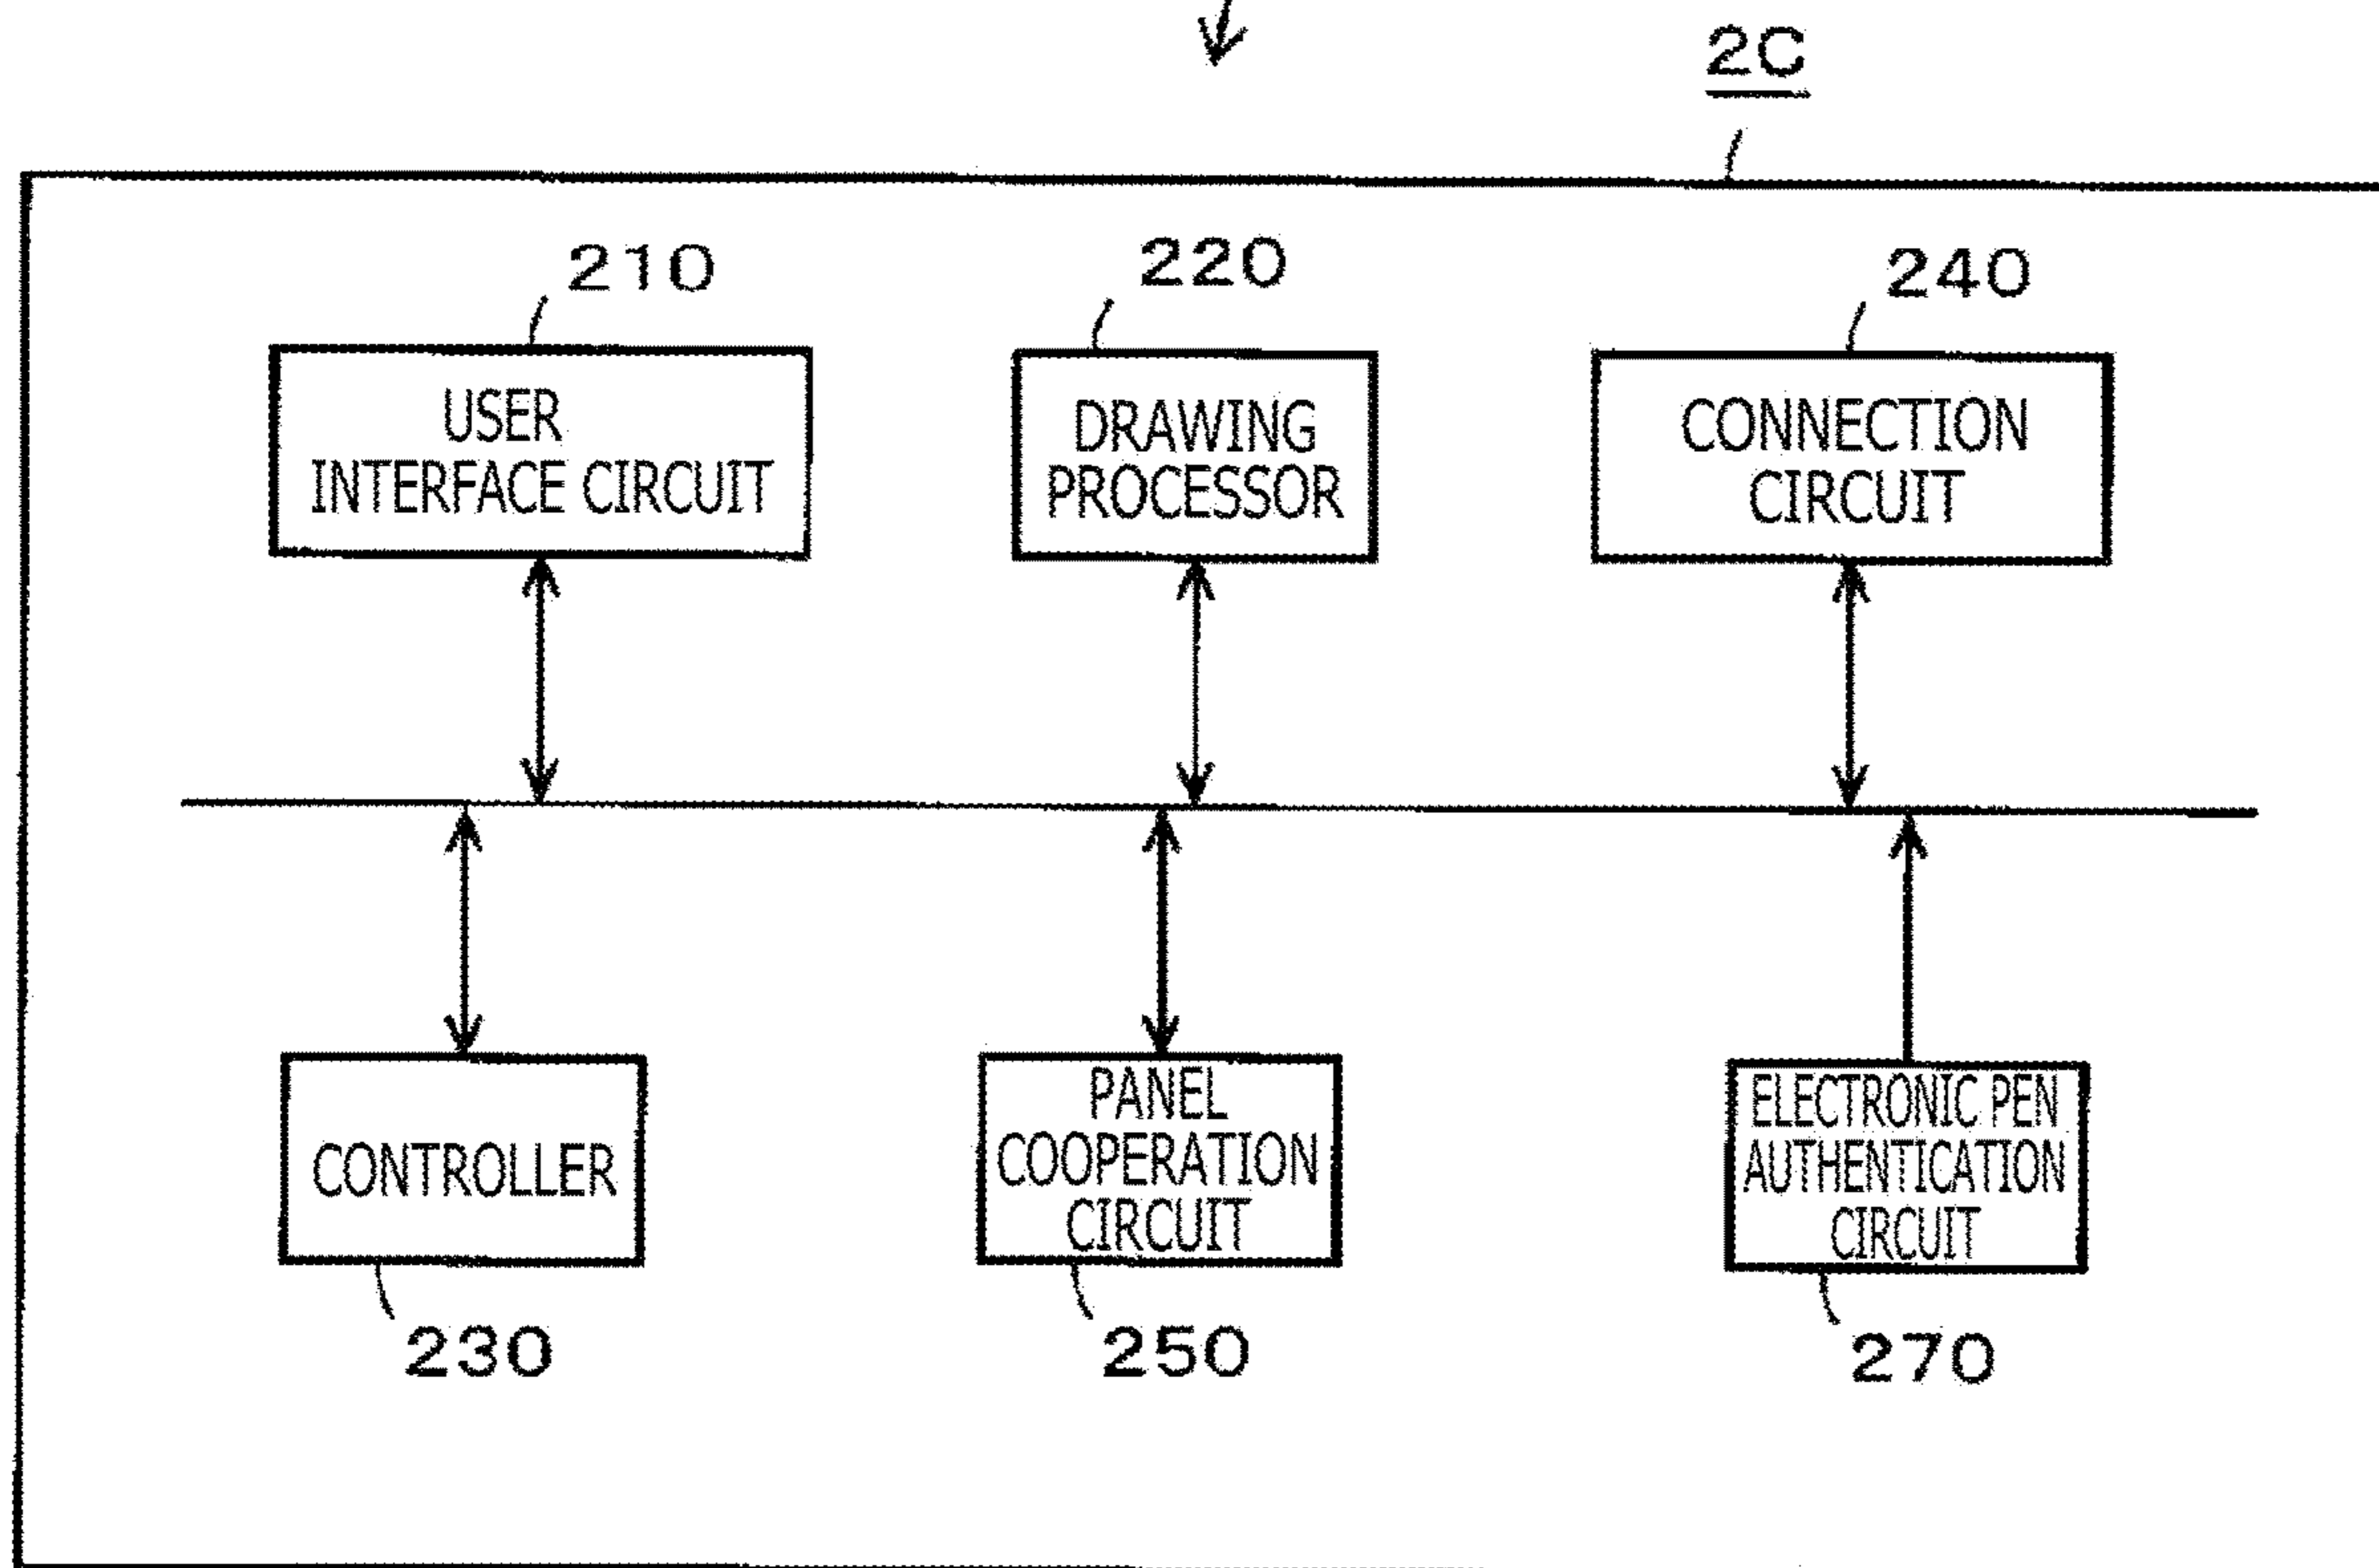 2C
210
220
240
USER
INTERFACE CIRCUIT
DRAWING
PROCESSOR
CONNECTION
CIRCUIT
CONTROLLER
PANEL
COOPERATION
CIRCUIT
ELECTRONIC PEN
AUTHENTICATION
CIRCUIT
230
250
270